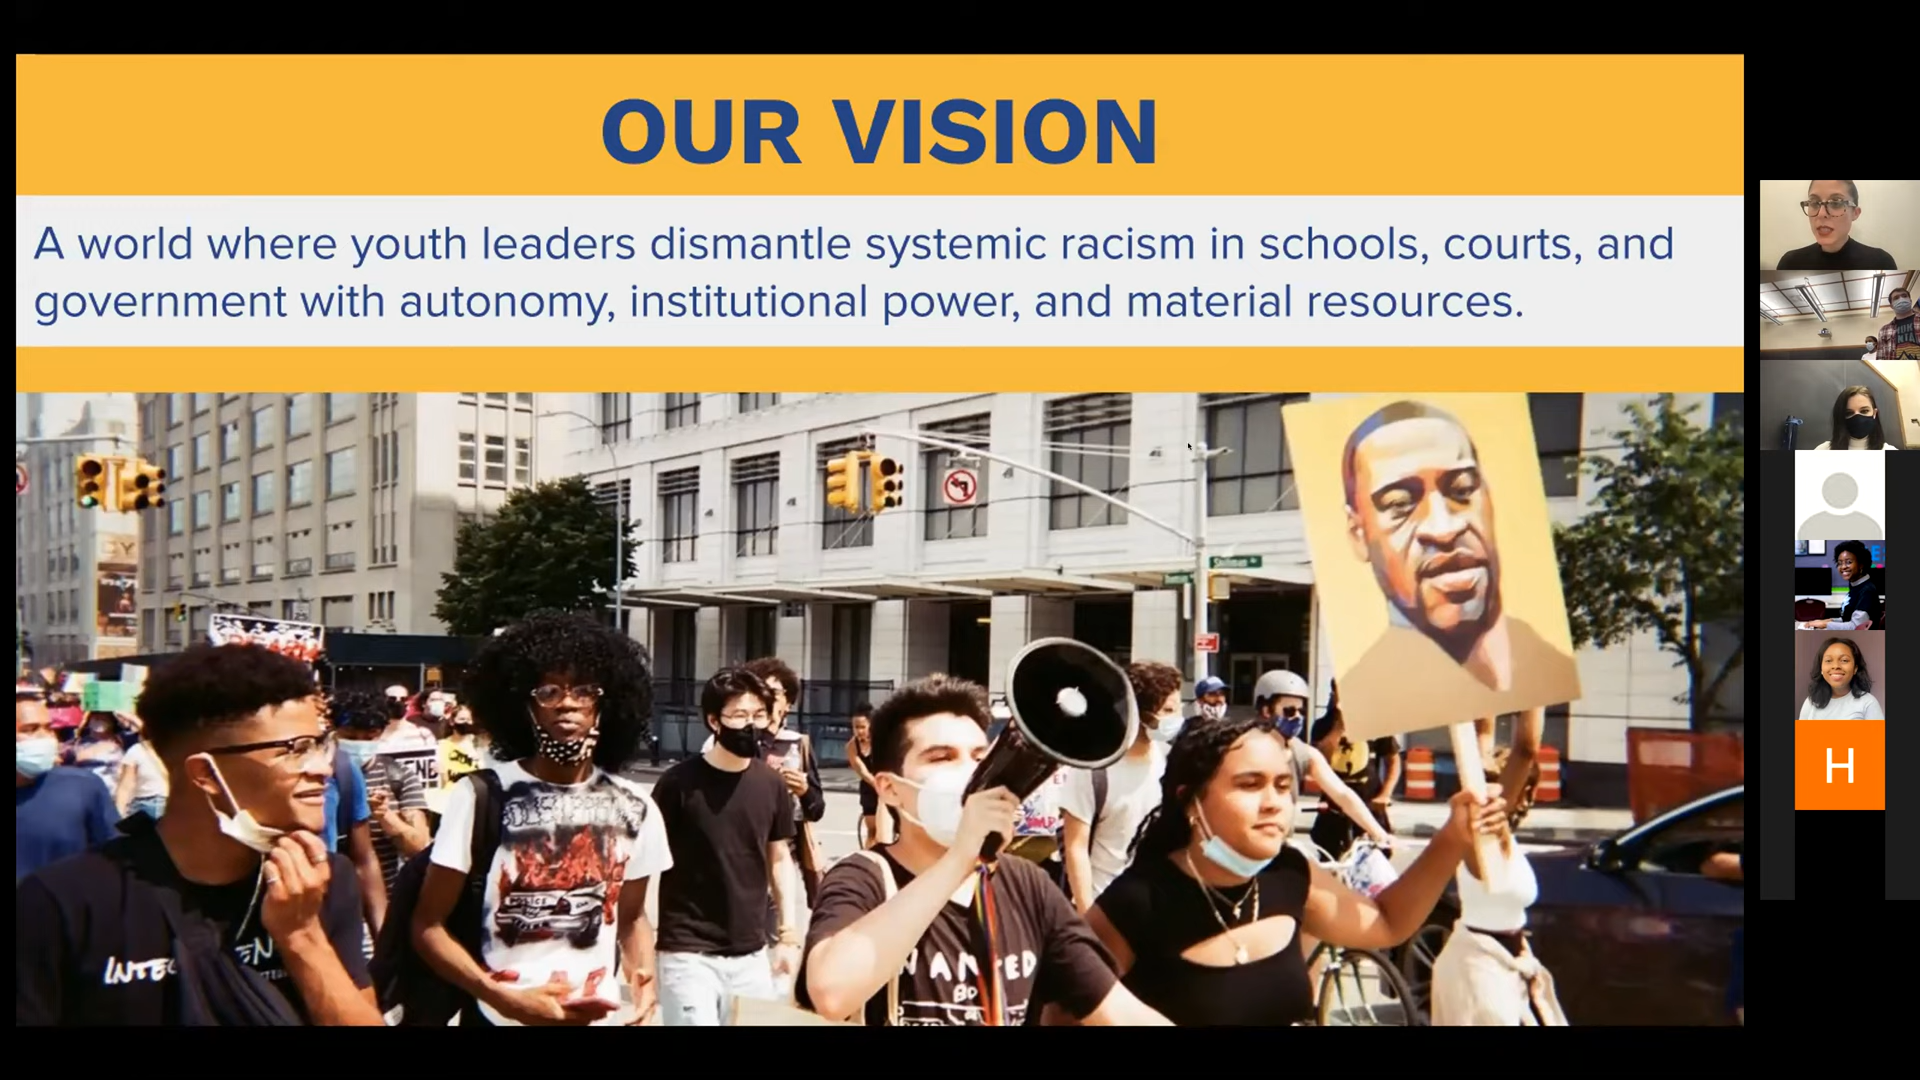 OUR VISION
A world where youth leaders dismantle systemic racism in schools, courts, and
government with autonomy, institutional power, and material resources.
POLICE
H